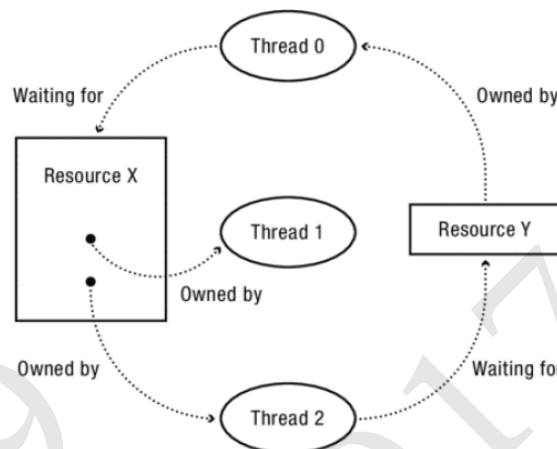 Thread 0
Waiting for
Owned by
Resource X
Thread 1
Resource Y
Owned by
Owned by
Waiting for
Thread 2